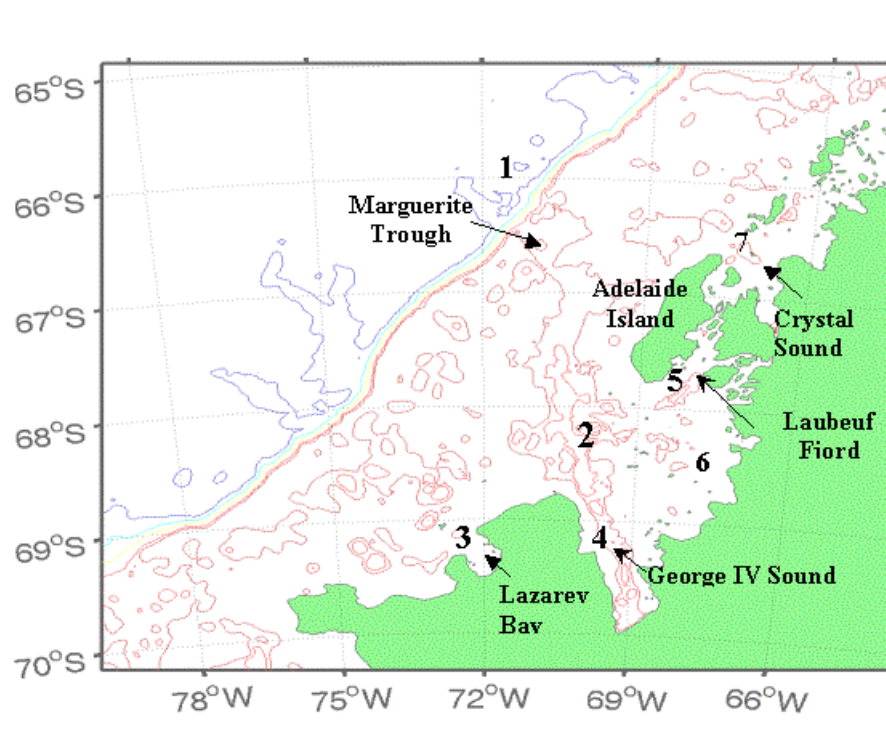 65°S
66°S
67°S
68°S
69°S
70°S
1
Marguerite
Trough
7
Adelaide
Island
Crystal
Sound
5
Laubeuf
Fiord
2
6
3
4
George IV Sound
Lazarev
Bay
78°W
75°W
72°W
69°W
66°W